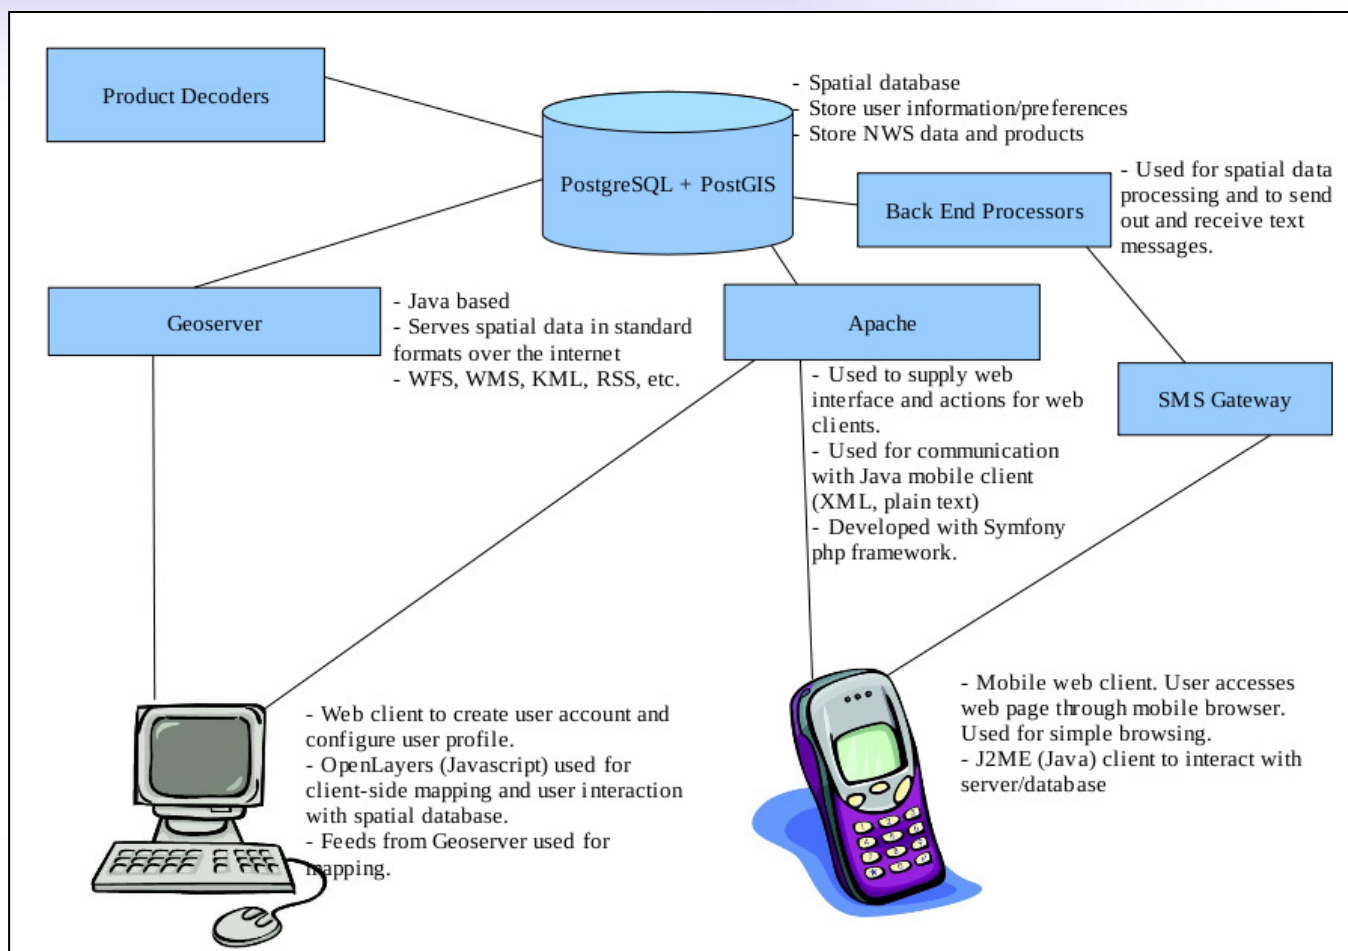 Product Decoders
- Spatial database
- Store user information/preferences
- Store NWS data and products
PostgreSQL + PostGIS
Back End Processors
- Used for spatial data
processing and to send
out and receive text
messages.
Geoserver
- Java based
- Serves spatial data in standard
formats over the internet
- WFS, WMS, KML, RSS, etc.
Apache
- Used to supply web
interface and actions for web
clients.
- Used for communication
with Java mobile client
(XML, plain text)
- Developed with Symfony
php framework.
SMS Gateway
- Web client to create user account and
configure user profile.
- OpenLayers (Javascript) used for
client-side mapping and user interaction
with spatial database.
- Feeds from Geoserver used for
mapping.
- Mobile web client. User accesses
web page through mobile browser.
Used for simple browsing.
- J2ME (Java) client to interact with
server/database